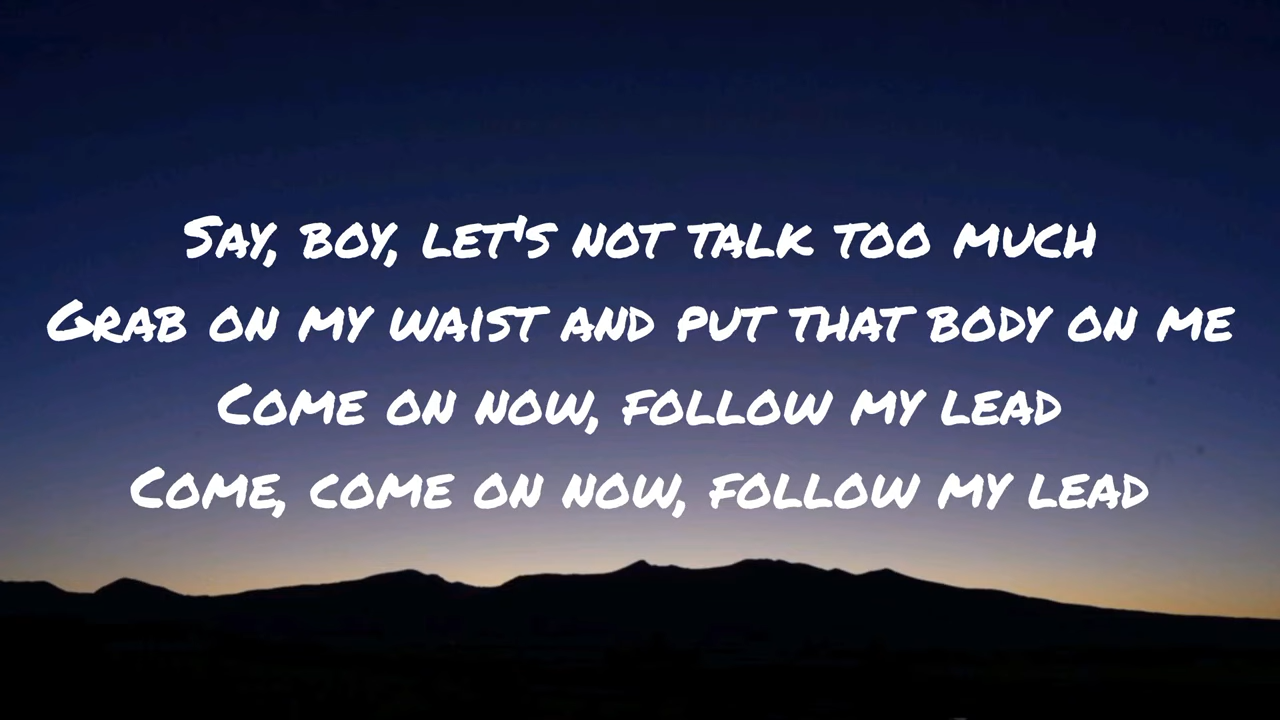 Say, boy, let's not talk too much
Grab on my waist and put that body on me
Come on now, follow my lead
Come, come on now, follow my lead